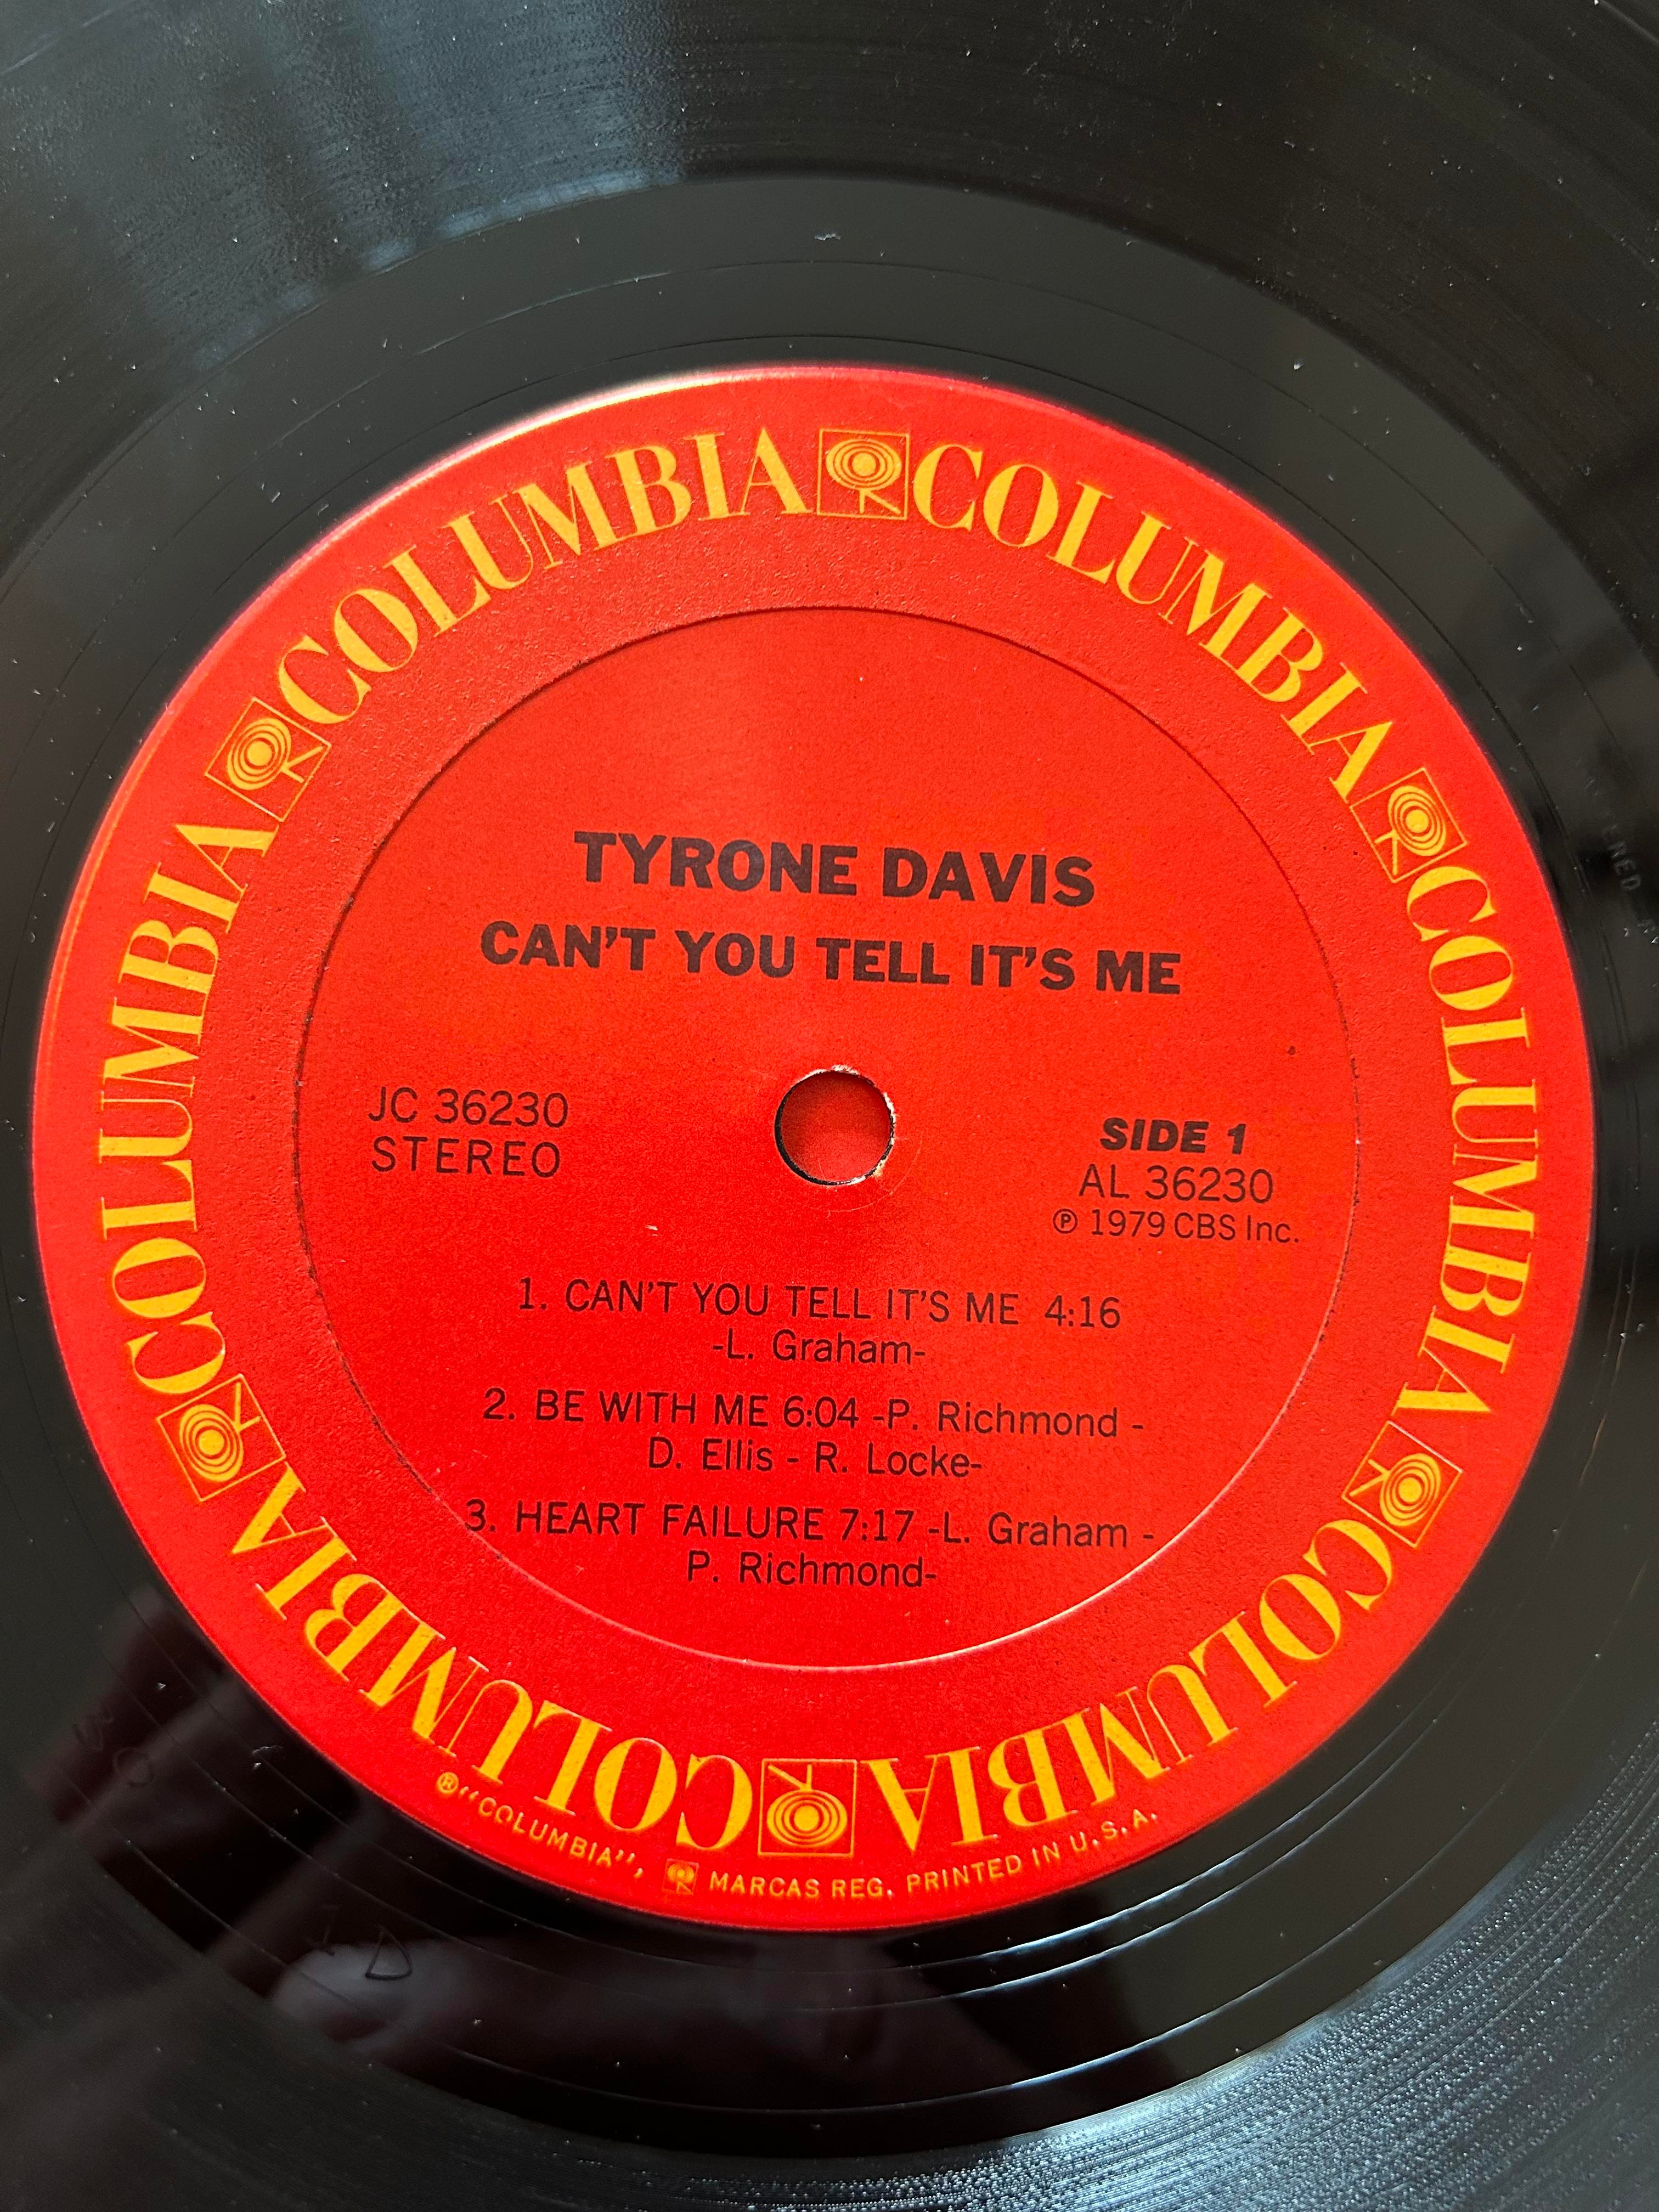 COLUMBIA COLUMBIA COLUMBIA COLUMBIA COLUMBIA COLUMBIA
TYRONE DAVIS
CAN'T YOU TELL IT'S ME
JC 36230
STEREO
SIDE 1
AL 36230
℗ 1979 CBS Inc.
1. CAN'T YOU TELL IT'S ME 4:16
-L. Graham-
2. BE WITH ME 6:04 -P. Richmond -
D. Ellis - R. Locke-
3. HEART FAILURE 7:17 -L. Graham -
P. Richmond-
® "COLUMBIA", MARCAS REG. PRINTED IN U.S.A.